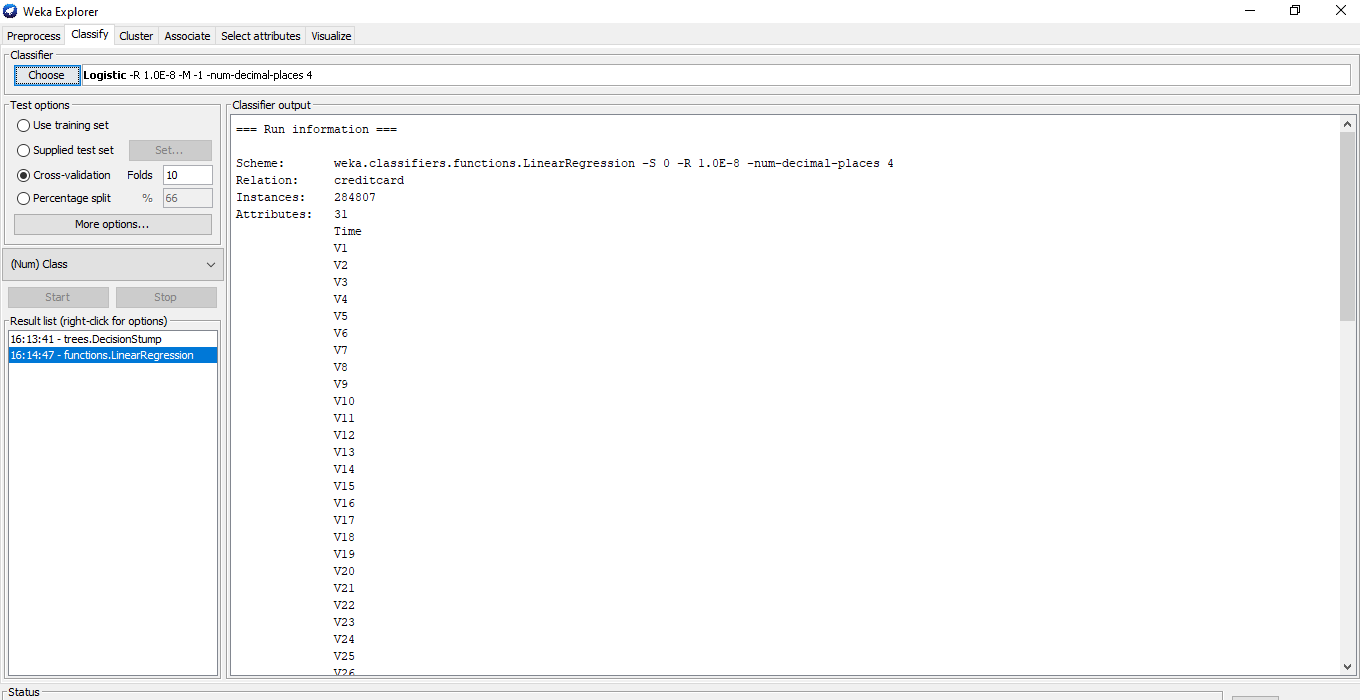 Weka Explorer
Preprocess Classify Cluster Associate Select attributes Visualize
Classifier
Choose Logistic -R 1.0E-8 -M -1 -num-decimal-places 4
Test options
Use training set
Supplied test set Set...
Cross-validation Folds 10
Percentage split % 66
More options...
(Num) Class
Start Stop
Result list (right-click for options)
16:13:41 - trees.DecisionStump
16:14:47 - functions.LinearRegression
Classifier output
=== Run information ===
Scheme: weka.classifiers.functions.LinearRegression -S 0 -R 1.0E-8 -num-decimal-places 4
Relation: creditcard
Instances: 284807
Attributes: 31
Time
V1
V2
V3
V4
V5
V6
V7
V8
V9
V10
V11
V12
V13
V14
V15
V16
V17
V18
V19
V20
V21
V22
V23
V24
V25
V26
Status